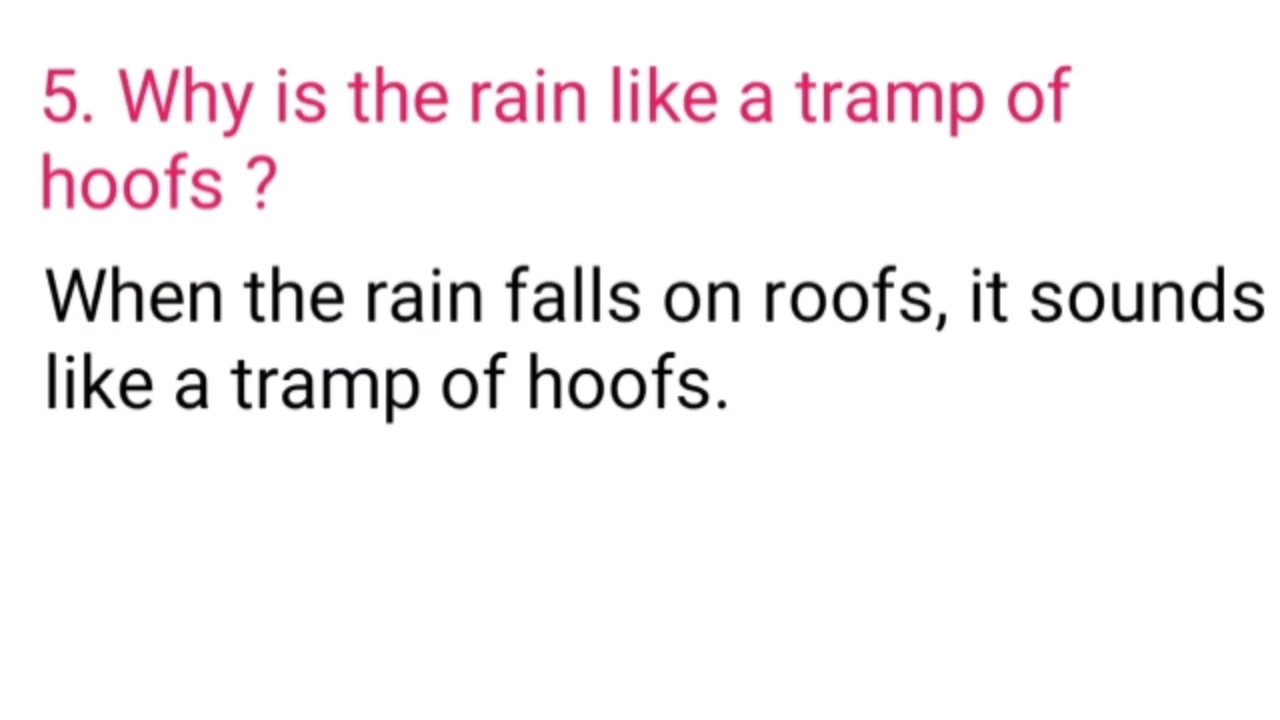 5. Why is the rain like a tramp of
hoofs ?
When the rain falls on roofs, it sounds
like a tramp of hoofs.